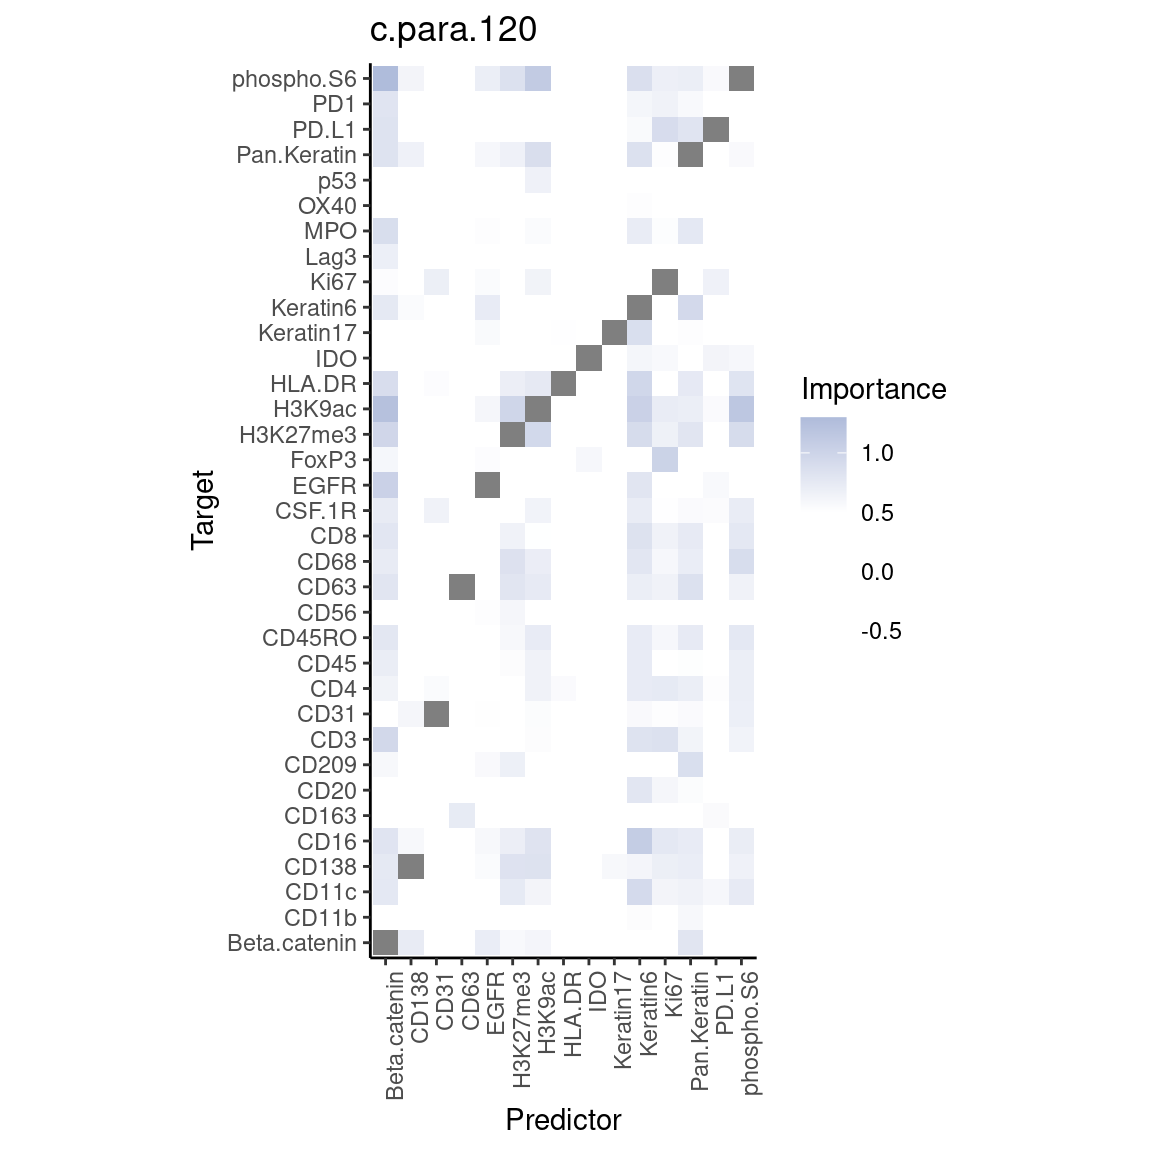 c.para.120
phospho.S6
PD1
PD.L1
Pan.Keratin
p53
OX40
MPO
Lag3
Ki67
Keratin6
Keratin17
IDO
HLA.DR
H3K9ac
H3K27me3
FoxP3
EGFR
CSF.1R
CD8
CD68
CD63
CD56
CD45RO
CD45
CD4
CD31
CD3
CD209
CD20
CD163
CD16
CD138
CD11c
CD11b
Beta.catenin
Target
Beta.catenin
CD138
CD31
CD63
EGFR
H3K27me3
H3K9ac
HLA.DR
IDO
Keratin17
Keratin6
Ki67
Pan.Keratin
PD.L1
phospho.S6
Predictor
Importance
1.0
0.5
0.0
-0.5